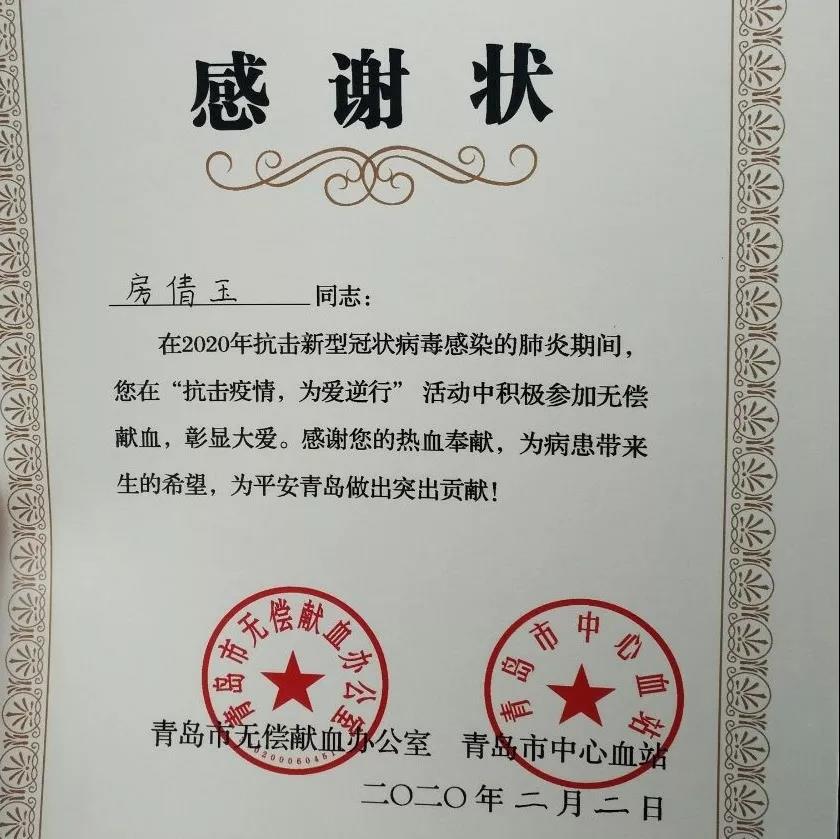 感谢状
房倩玉 同志：
在2020年抗击新型冠状病毒感染的肺炎期间，
您在“抗击疫情，为爱逆行”活动中积极参加无偿
献血，彰显大爱。感谢您的热血奉献，为病患带来
生的希望，为平安青岛做出突出贡献！
青岛市无偿献血办公室
青岛市中心血站
青岛市无偿献血办公室 青岛市中心血站
二〇二〇年二月二日